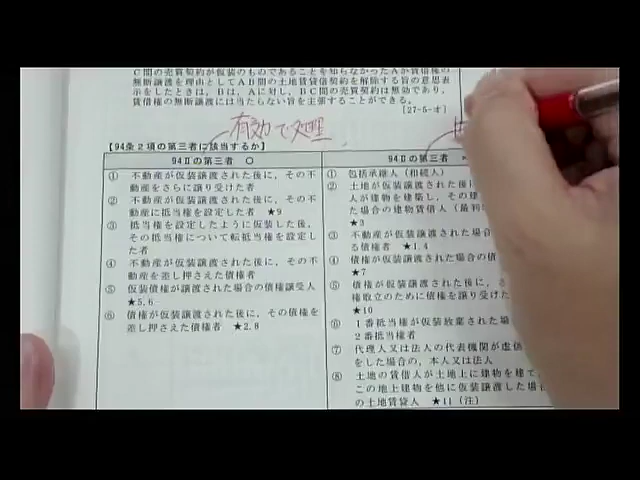 C間の売買契約が仮装のものであることを知らなかったAが賃借権の
無断譲渡を理由としてAB間の土地賃貸借契約を解除する旨の意思表
示をしたときは、Bは、Aに対し、BC間の売買契約は無効であり、
賃借権の無断譲渡には当たらない旨を主張することができる。
[27-5-オ]
有効で処理
【94条2項の第三者に該当するか】
94Ⅱの第三者 ○
① 不動産が仮装譲渡された後に、その不
動産をさらに譲り受けた者
② 不動産が仮装譲渡された後に、その不
動産に抵当権を設定した者 ★9
③ 抵当権を設定したように仮装した後、
その抵当権について転抵当権を設定し
た者
④ 不動産が仮装譲渡された後に、その不
動産を差し押さえた債権者
⑤ 仮装債権が譲渡された場合の債権譲受人
★5.6
⑥ 債権が仮装譲渡された後に、その債権を
差し押さえた債権者 ★2.8
94Ⅱの第三者
① 包括承継人(相続人)
② 土地が仮装譲渡された後に
人が建物を建築し、その建
た場合の建物賃借人(最判
★3
③ 不動産が仮装譲渡された場合
る債権者 ★1.4
④ 債権が仮装譲渡された場合の債
★7
⑤ 債権が仮装譲渡された後に、さ
権取立のために債権を譲り受けた
★10
⑥ 1番抵当権が仮装放棄された場
2番抵当権者
⑦ 代理人又は法人の代表機関が虚偽
をした場合の、本人又は法人
⑧ 土地の賃借人が土地上に建物を建て、
この地上建物を他に仮装譲渡した場
の土地賃貸人 ★11(注)